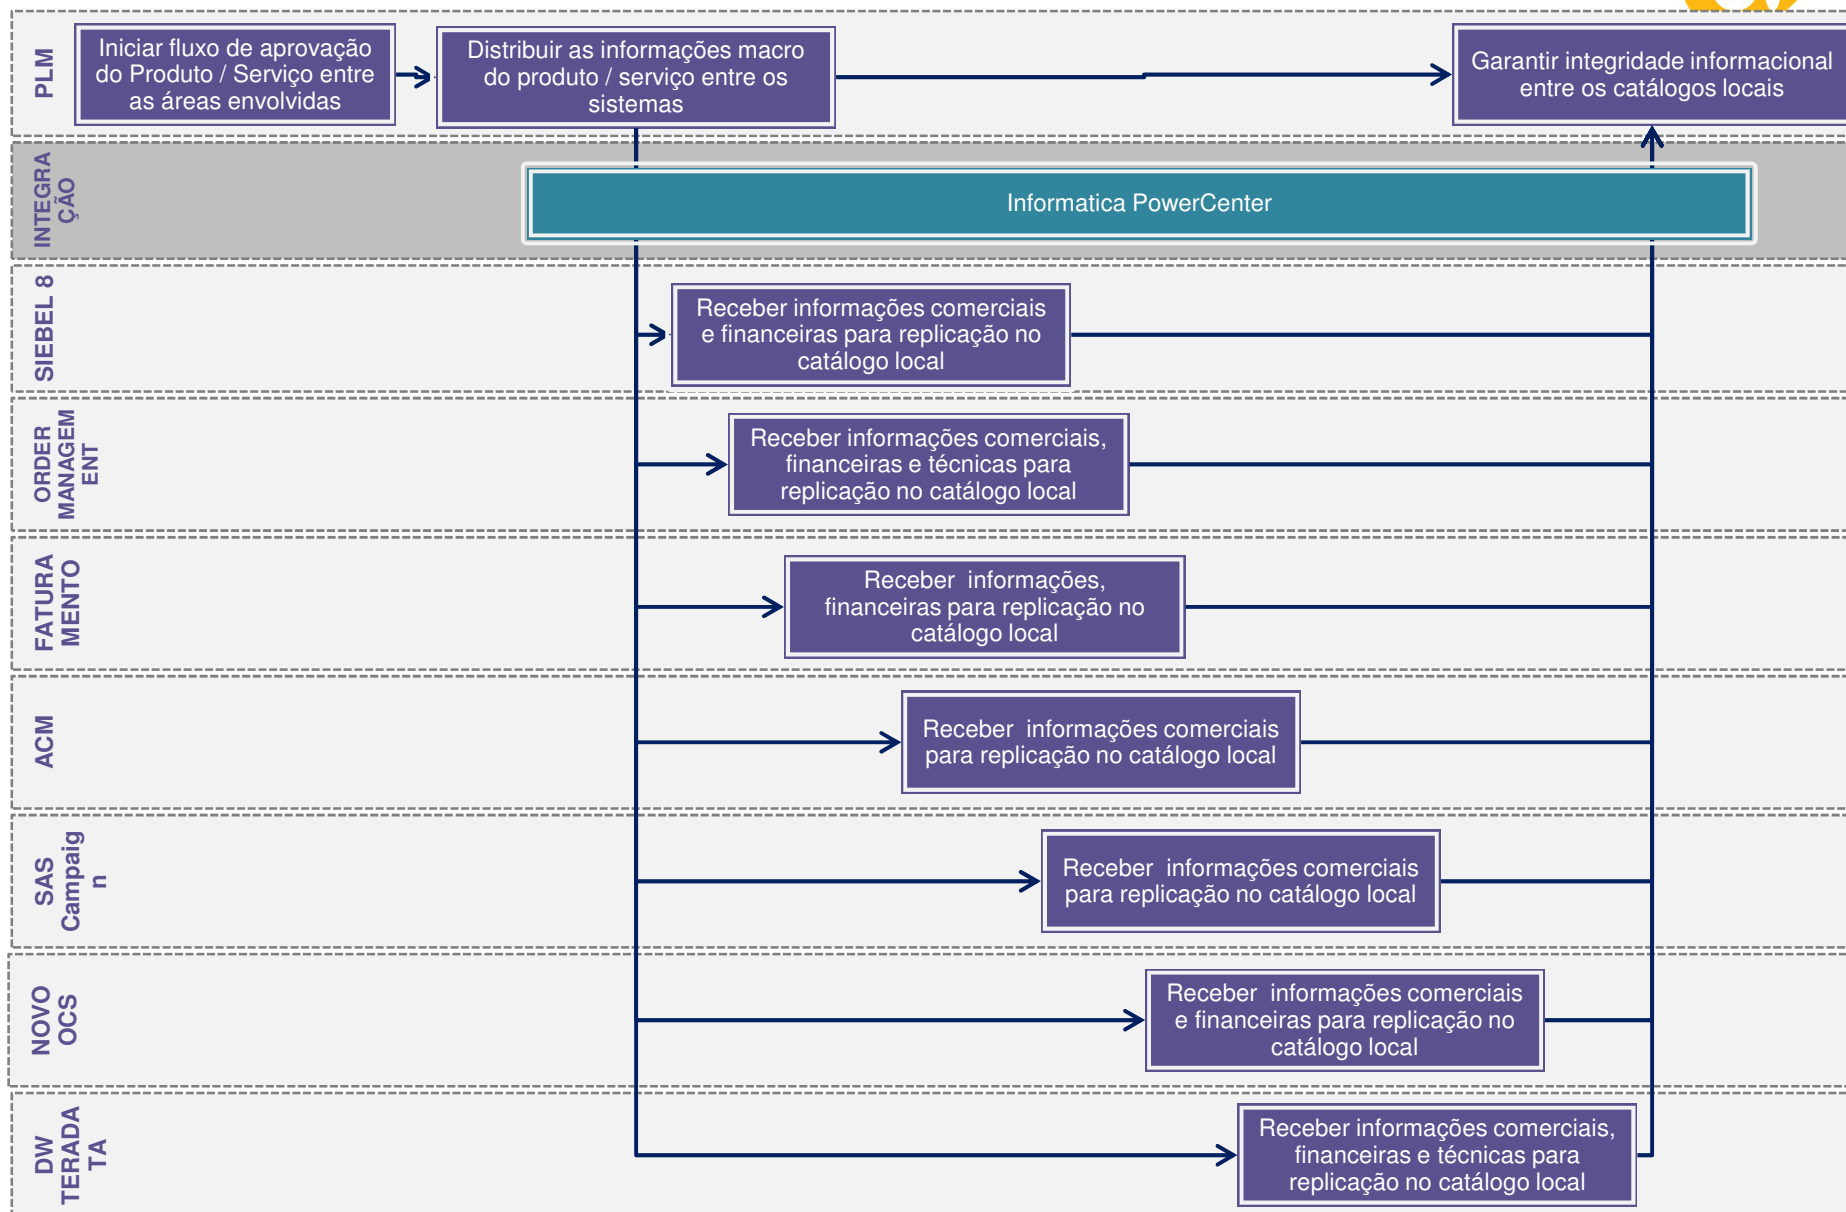 PLM
Iniciar fluxo de aprovação
do Produto / Serviço entre
as áreas envolvidas
Distribuir as informações macro
do produto / serviço entre os
sistemas
Garantir integridade informacional
entre os catálogos locais
INTEGRA
ÇÃO
Informatica PowerCenter
SIEBEL 8
Receber informações comerciais
e financeiras para replicação no
catálogo local
ORDER
MANAGEM
ENT
Receber informações comerciais,
financeiras e técnicas para
replicação no catálogo local
FATURA
MENTO
Receber  informações,
financeiras para replicação no
catálogo local
ACM
Receber  informações comerciais
para replicação no catálogo local
SAS
Campaig
n
Receber  informações comerciais
para replicação no catálogo local
NOVO
OCS
Receber  informações comerciais
e financeiras para replicação no
catálogo local
DW
TERADA
TA
Receber informações comerciais,
financeiras e técnicas para
replicação no catálogo local